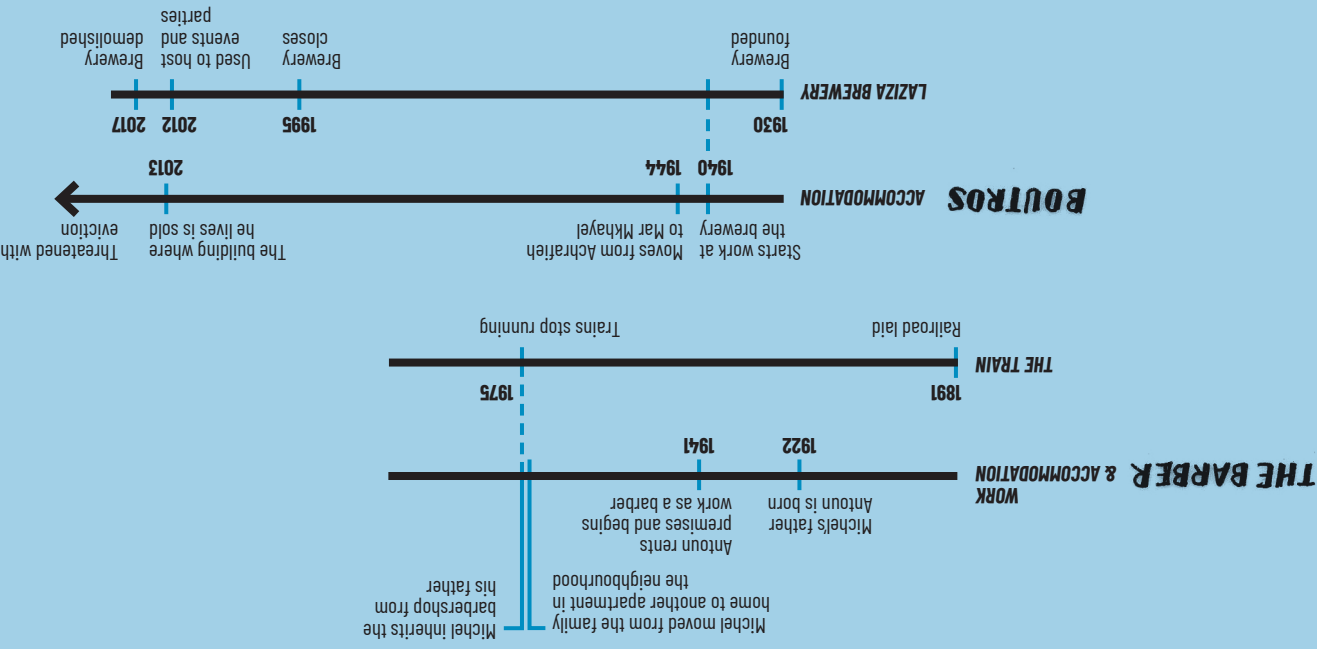 Michel moved from the family
home to another apartment in
the neighbourhood
Michel inherits the
barbershop from
his father
THE BARBER
WORK
& ACCOMMODATION
Michel's father
Antoun is born
Antoun rents
premises and begins
work as a barber
1922
1941
THE TRAIN
1891
1975
Railroad laid
Trains stop running
BOUTROS
ACCOMMODATION
Starts work at
the brewery
Moves from Achrafieh
to Mar Mkhayel
The building where
he lives is sold
Threatened with
eviction
1940
1944
2013
LAZIZA BREWERY
1930
1995
2012
2017
Brewery
founded
Brewery
closes
Used to host
events and
parties
Brewery
demolished